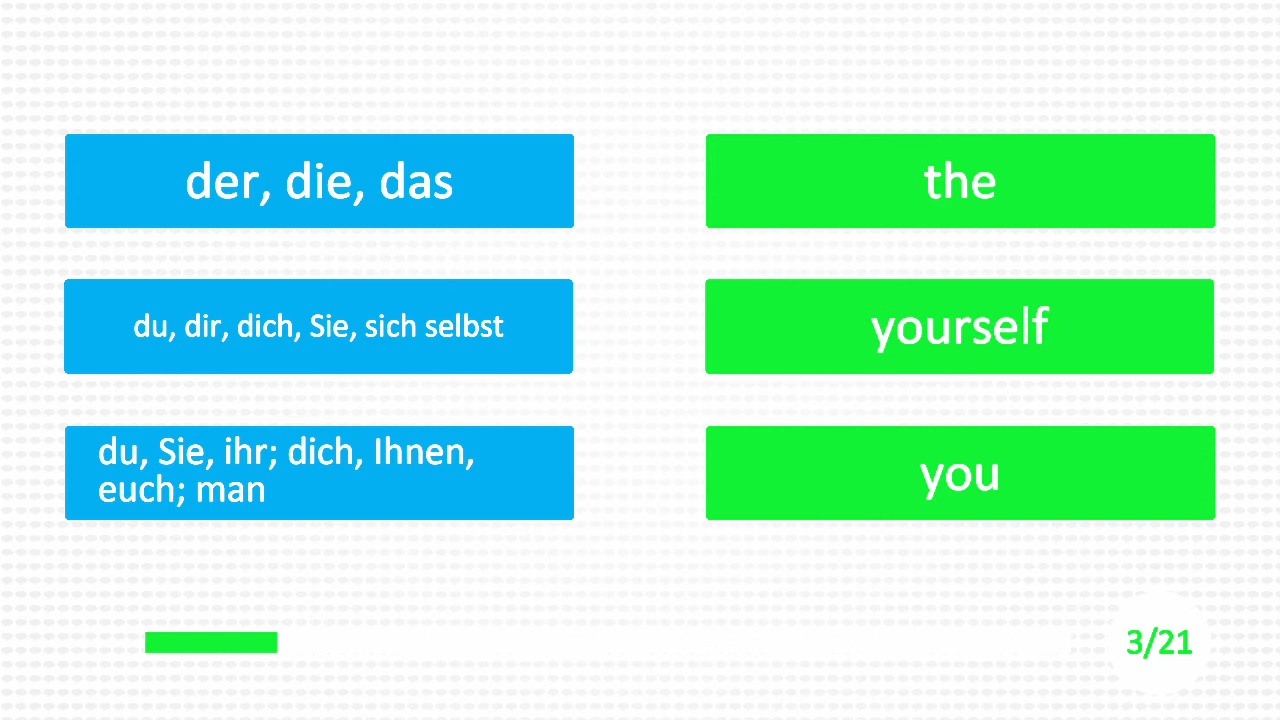 der, die, das
the
du, dir, dich, Sie, sich selbst
yourself
du, Sie, ihr; dich, Ihnen,
euch; man
you
3/21